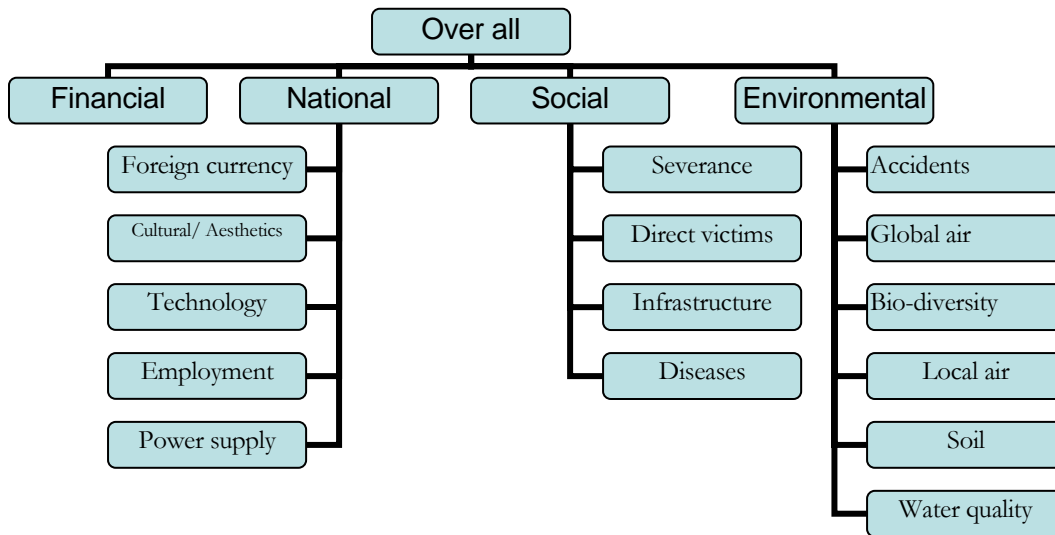 Over all
Financial
National
Social
Environmental
Foreign currency
Cultural/ Aesthetics
Technology
Employment
Power supply
Severance
Direct victims
Infrastructure
Diseases
Accidents
Global air
Bio-diversity
Local air
Soil
Water quality